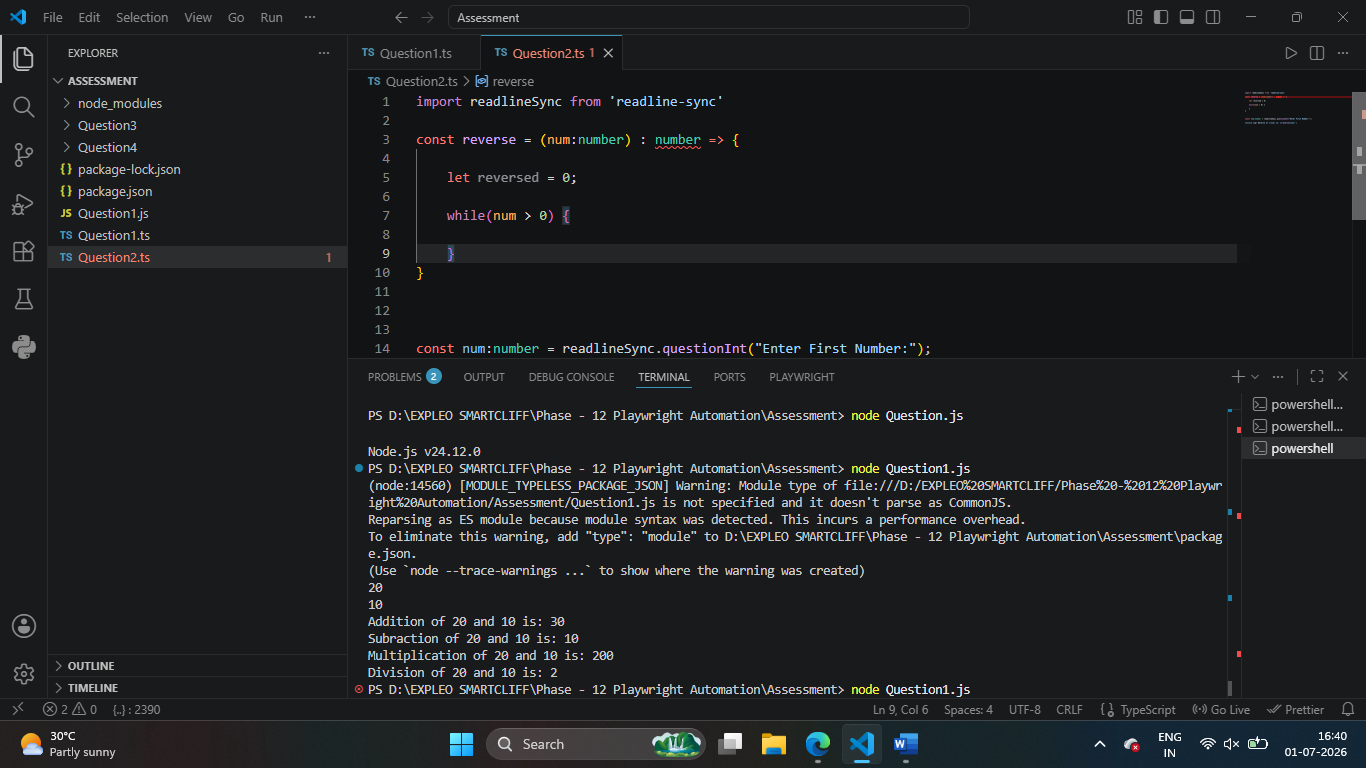 File Edit Selection View Go Run ··· Assessment
EXPLORER ···
ASSESSMENT
node_modules
Question3
Question4
{} package-lock.json
{} package.json
JS Question1.js
TS Question1.ts
TS Question2.ts 1
OUTLINE
TIMELINE
TS Question1.ts TS Question2.ts 1
TS Question2.ts > reverse
1 import readlineSync from 'readline-sync'
2
3 const reverse = (num:number) : number => {
4
5 let reversed = 0;
6
7 while(num > 0) {
8
9 }
10 }
11
12
13
14 const num:number = readlineSync.questionInt("Enter First Number:");
PROBLEMS 2 OUTPUT DEBUG CONSOLE TERMINAL PORTS PLAYWRIGHT
PS D:\EXPLEO SMARTCLIFF\Phase - 12 Playwright Automation\Assessment> node Question.js
Node.js v24.12.0
PS D:\EXPLEO SMARTCLIFF\Phase - 12 Playwright Automation\Assessment> node Question1.js
(node:14560) [MODULE_TYPELESS_PACKAGE_JSON] Warning: Module type of file:///D:/EXPLEO%20SMARTCLIFF/Phase%20-%2012%20Playwr
ight%20Automation/Assessment/Question1.js is not specified and it doesn't parse as CommonJS.
Reparsing as ES module because module syntax was detected. This incurs a performance overhead.
To eliminate this warning, add "type": "module" to D:\EXPLEO SMARTCLIFF\Phase - 12 Playwright Automation\Assessment\packag
e.json.
(Use `node --trace-warnings ...` to show where the warning was created)
20
10
Addition of 20 and 10 is: 30
Subraction of 20 and 10 is: 10
Multiplication of 20 and 10 is: 200
Division of 20 and 10 is: 2
PS D:\EXPLEO SMARTCLIFF\Phase - 12 Playwright Automation\Assessment> node Question1.js
powershell...
powershell...
powershell
2 0 {..} : 2390 Ln 9, Col 6 Spaces: 4 UTF-8 CRLF {} TypeScript Go Live Prettier
30°C
Partly sunny
Search
ENG
IN
16:40
01-07-2026